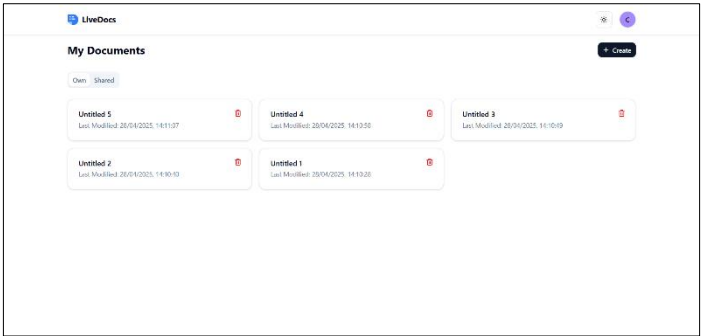 LiveDocs
C
My Documents
+ Create
Own Shared
Untitled 5
Last Modified: 28/04/2025, 14:11:07
Untitled 4
Last Modified: 28/04/2025, 14:10:58
Untitled 3
Last Modified: 28/04/2025, 14:10:49
Untitled 2
Last Modified: 28/04/2025, 14:10:40
Untitled 1
Last Modified: 28/04/2025, 14:10:28